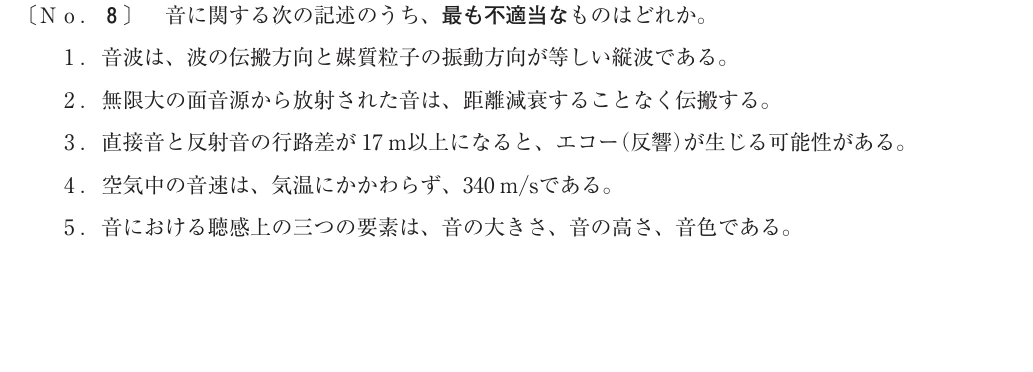 〔Ｎｏ． 8〕　音に関する次の記述のうち、最も不適当なものはどれか。
１．音波は、波の伝搬方向と媒質粒子の振動方向が等しい縦波である。
２．無限大の面音源から放射された音は、距離減衰することなく伝搬する。
３．直接音と反射音の行路差が 17 m以上になると、エコー（反響）が生じる可能性がある。
４．空気中の音速は、気温にかかわらず、340 m/sである。
５．音における聴感上の三つの要素は、音の大きさ、音の高さ、音色である。